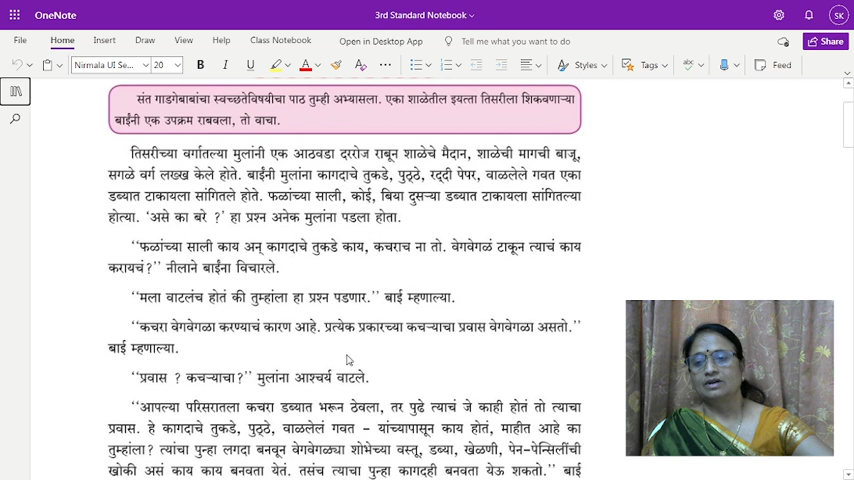 OneNote
3rd Standard Notebook
SK
File Home Insert Draw View Help Class Notebook Open in Desktop App Tell me what you want to do Share
Nirmala UI Se... 20 B I U A Styles Tags Feed
संत गाडगेबाबांचा स्वच्छतेविषयीचा पाठ तुम्ही अभ्यासला. एका शाळेतील इयत्ता तिसरीला शिकवणाऱ्या
बाईंनी एक उपक्रम राबवला, तो वाचा.
तिसरीच्या वर्गातल्या मुलांनी एक आठवडा दररोज राबून शाळेचे मैदान, शाळेची मागची बाजू,
सगळे वर्ग लख्ख केले होते. बाईंनी मुलांना कागदाचे तुकडे, पुठ्ठे, रद्दी पेपर, वाळलेले गवत एका
डब्यात टाकायला सांगितले होते. फळांच्या साली, कोई, बिया दुसऱ्या डब्यात टाकायला सांगितल्या
होत्या. ‘असे का बरे ?’ हा प्रश्न अनेक मुलांना पडला होता.
‘‘फळांच्या साली काय अन् कागदाचे तुकडे काय, कचराच ना तो. वेगवेगळं टाकून त्याचं काय
करायचं?’’ नीलाने बाईंना विचारले.
‘‘मला वाटलंच होतं की तुम्हांला हा प्रश्न पडणार.’’ बाई म्हणाल्या.
‘‘कचरा वेगवेगळा करण्याचं कारण आहे. प्रत्येक प्रकारच्या कचऱ्याचा प्रवास वेगवेगळा असतो.’’
बाई म्हणाल्या.
‘‘प्रवास ? कचऱ्याचा?’’ मुलांना आश्चर्य वाटले.
‘‘आपल्या परिसरातला कचरा डब्यात भरून ठेवला, तर पुढे त्याचं जे काही होतं तो त्याचा
प्रवास. हे कागदाचे तुकडे, पुठ्ठे, वाळलेलं गवत - यांच्यापासून काय होतं, माहीत आहे का
तुम्हांला? त्यांचा पुन्हा लगदा बनवून वेगवेगळ्या शोभेच्या वस्तू, डब्या, खेळणी, पेन-पेन्सिलींची
खोकी असं काय काय बनवता येतं. तसंच त्याचा पुन्हा कागदही बनवता येऊ शकतो.’’ बाई